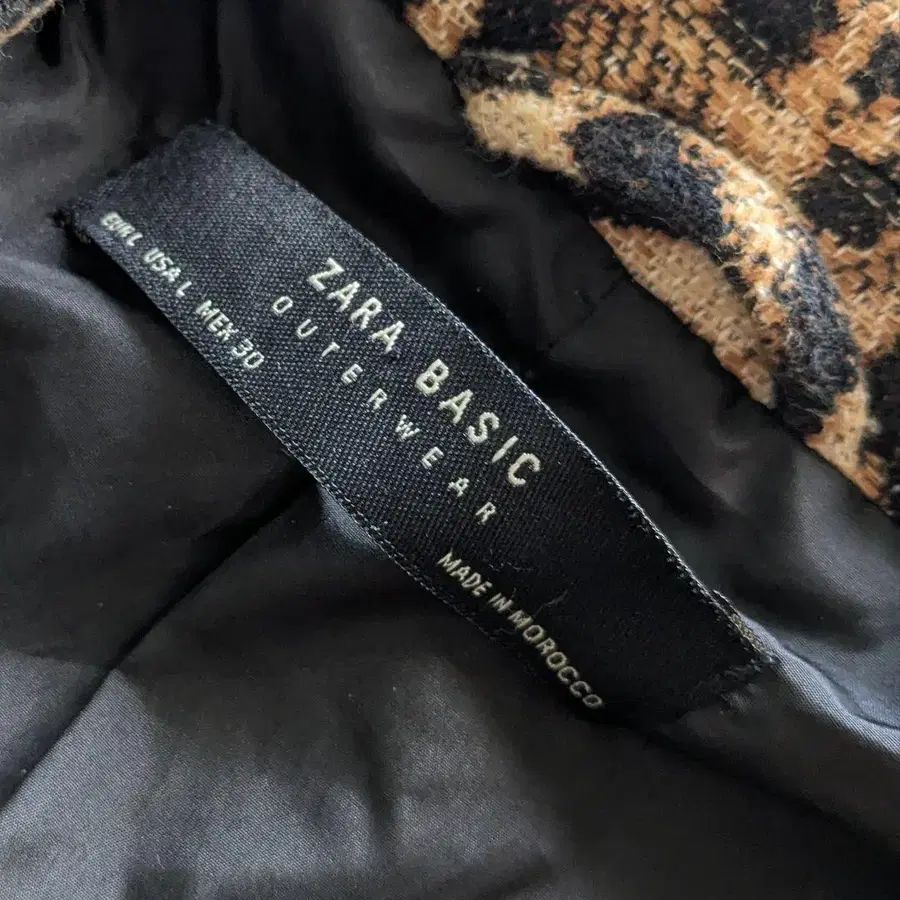 ZARA BASIC
OUTERWEAR
EUR L USA L MEX 30
MADE IN MOROCCO